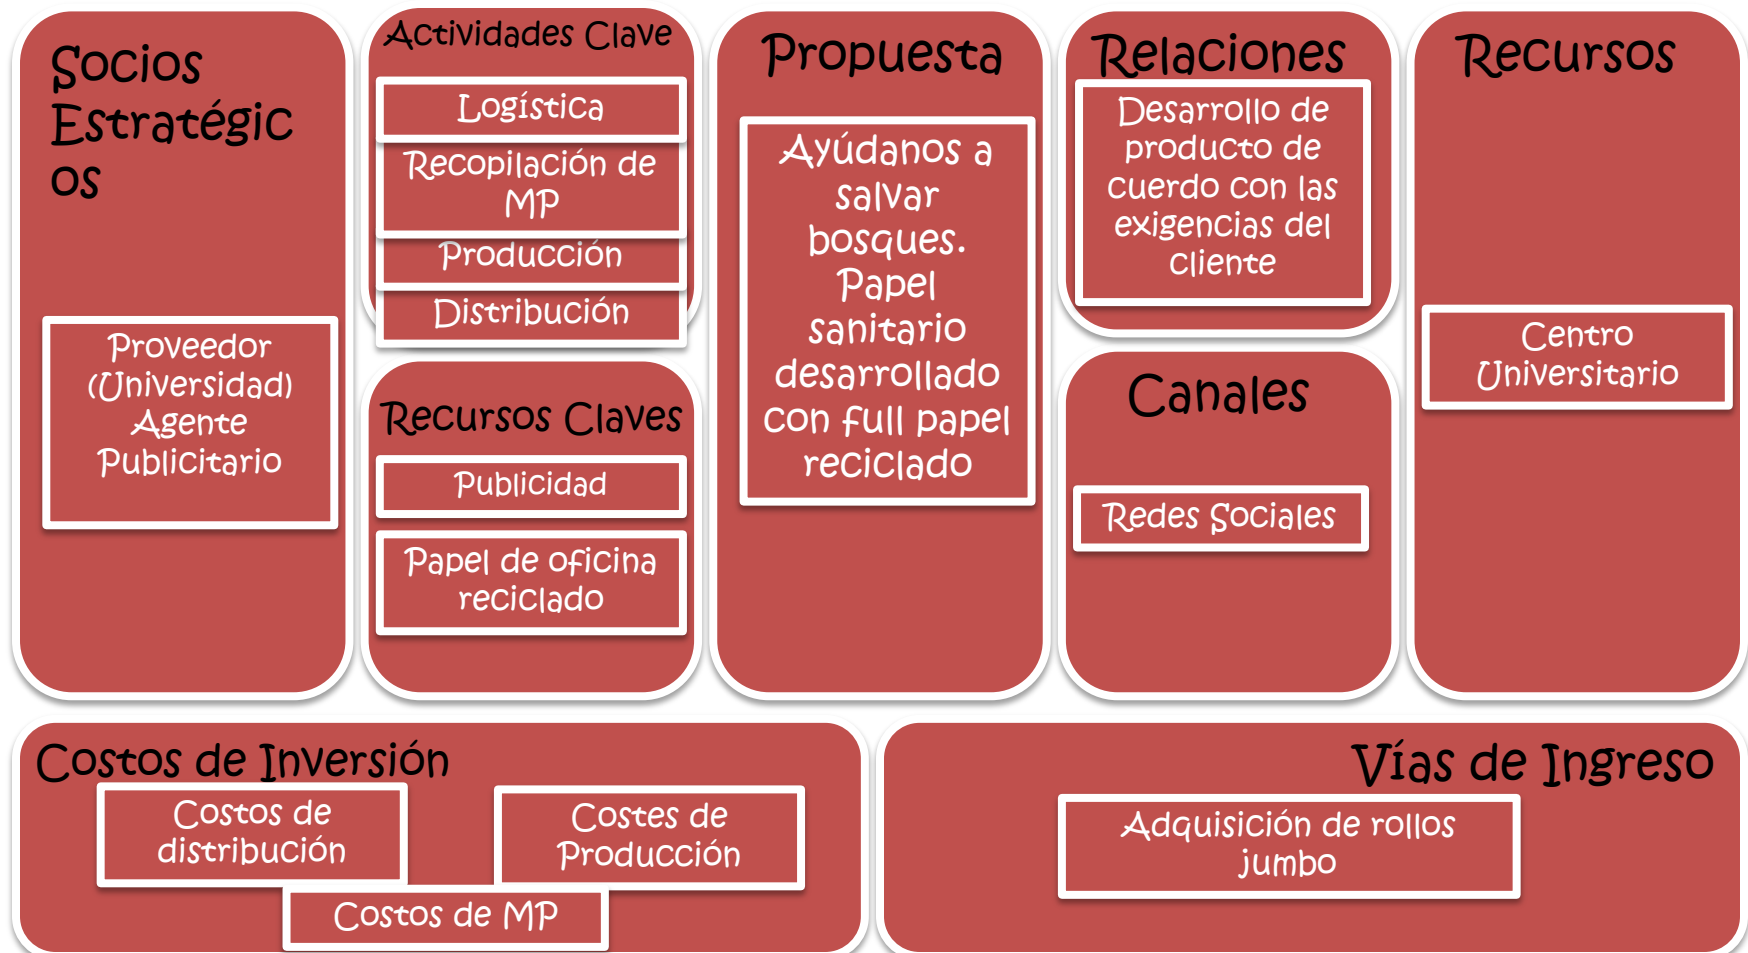 Socios
Estratégic
os
Proveedor
(Universidad)
Agente
Publicitario
Actividades Clave
Logística
Recopilación de
MP
Producción
Distribución
Recursos Claves
Publicidad
Papel de oficina
reciclado
Propuesta
Ayúdanos a
salvar
bosques.
Papel
sanitario
desarrollado
con full papel
reciclado
Relaciones
Desarrollo de
producto de
cuerdo con las
exigencias del
cliente
Canales
Redes Sociales
Recursos
Centro
Universitario
Costos de Inversión
Costos de
distribución
Costes de
Producción
Costos de MP
Vías de Ingreso
Adquisición de rollos
jumbo